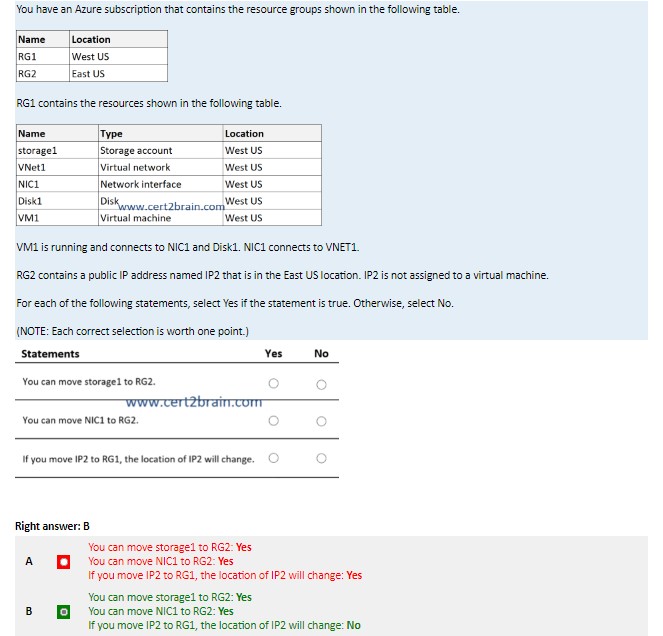 You have an Azure subscription that contains the resource groups shown in the following table.
Name Location
RG1 West US
RG2 East US
RG1 contains the resources shown in the following table.
Name Type Location
storage1 Storage account West US
VNet1 Virtual network West US
NIC1 Network interface West US
Disk1 Disk West US
www.cert2brain.com
VM1 Virtual machine West US
VM1 is running and connects to NIC1 and Disk1. NIC1 connects to VNET1.
RG2 contains a public IP address named IP2 that is in the East US location. IP2 is not assigned to a virtual machine.
For each of the following statements, select Yes if the statement is true. Otherwise, select No.
(NOTE: Each correct selection is worth one point.)
Statements Yes No
You can move storage1 to RG2.
www.cert2brain.com
You can move NIC1 to RG2.
If you move IP2 to RG1, the location of IP2 will change.
Right answer: B
You can move storage1 to RG2: Yes
A You can move NIC1 to RG2: Yes
If you move IP2 to RG1, the location of IP2 will change: Yes
You can move storage1 to RG2: Yes
B You can move NIC1 to RG2: Yes
If you move IP2 to RG1, the location of IP2 will change: No